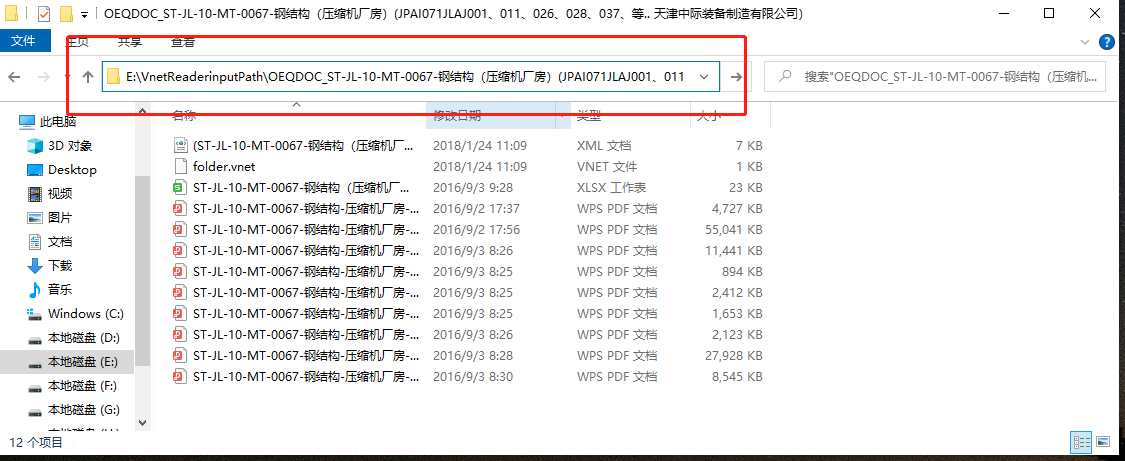 OEQDOC_ST-JL-10-MT-0067-钢结构（压缩机厂房）(JPAI071JLAJ001、011、026、028、037、等.. 天津中际装备制造有限公司)
文件 主页 共享 查看
E:\VnetReaderinputPath\OEQDOC_ST-JL-10-MT-0067-钢结构（压缩机厂房）(JPAI071JLAJ001、011
搜索"OEQDOC_ST-JL-10-MT-0067-钢结构（压缩机...
名称 修改日期 类型 大小
此电脑
3D 对象
Desktop
视频
图片
文档
下载
音乐
Windows (C:)
本地磁盘 (D:)
本地磁盘 (E:)
本地磁盘 (F:)
本地磁盘 (G:)
(ST-JL-10-MT-0067-钢结构（压缩机厂... 2018/1/24 11:09 XML 文档 7 KB
folder.vnet 2018/1/24 11:09 VNET 文件 1 KB
ST-JL-10-MT-0067-钢结构（压缩机厂... 2016/9/3 9:28 XLSX 工作表 23 KB
ST-JL-10-MT-0067-钢结构-压缩机厂房-... 2016/9/2 17:37 WPS PDF 文档 4,727 KB
ST-JL-10-MT-0067-钢结构-压缩机厂房-... 2016/9/2 17:56 WPS PDF 文档 55,041 KB
ST-JL-10-MT-0067-钢结构-压缩机厂房-... 2016/9/3 8:26 WPS PDF 文档 11,441 KB
ST-JL-10-MT-0067-钢结构-压缩机厂房-... 2016/9/3 8:25 WPS PDF 文档 894 KB
ST-JL-10-MT-0067-钢结构-压缩机厂房-... 2016/9/3 8:25 WPS PDF 文档 2,412 KB
ST-JL-10-MT-0067-钢结构-压缩机厂房-... 2016/9/3 8:25 WPS PDF 文档 1,653 KB
ST-JL-10-MT-0067-钢结构-压缩机厂房-... 2016/9/3 8:26 WPS PDF 文档 2,123 KB
ST-JL-10-MT-0067-钢结构-压缩机厂房-... 2016/9/3 8:28 WPS PDF 文档 27,928 KB
ST-JL-10-MT-0067-钢结构-压缩机厂房-... 2016/9/3 8:30 WPS PDF 文档 8,545 KB
12 个项目